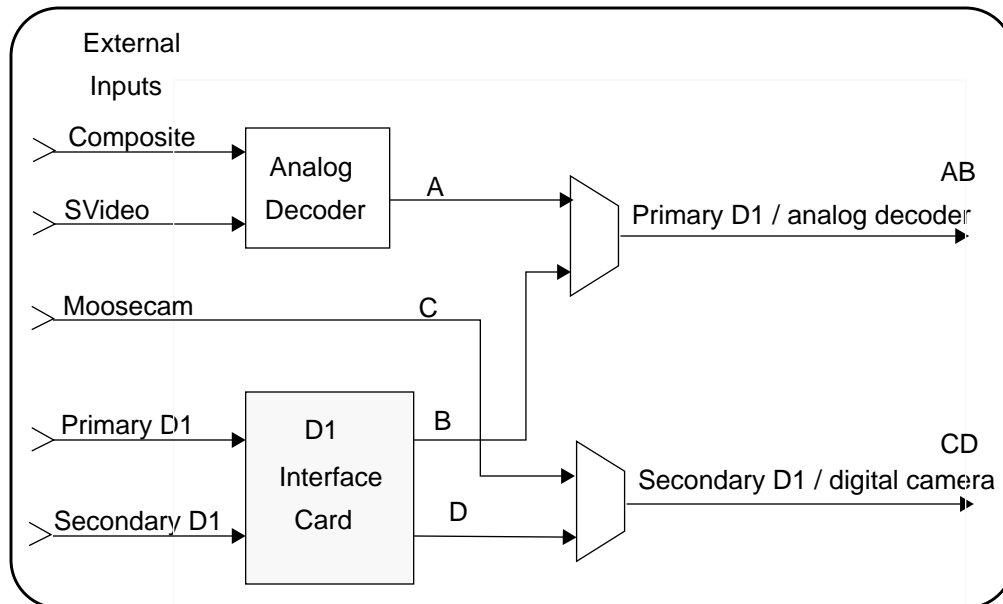 External
Inputs
Composite
SVideo
Analog
Decoder
A
AB
Primary D1 / analog decoder
Moosecam
C
Primary D1
Secondary D1
D1
Interface
Card
B
D
CD
Secondary D1 / digital camera